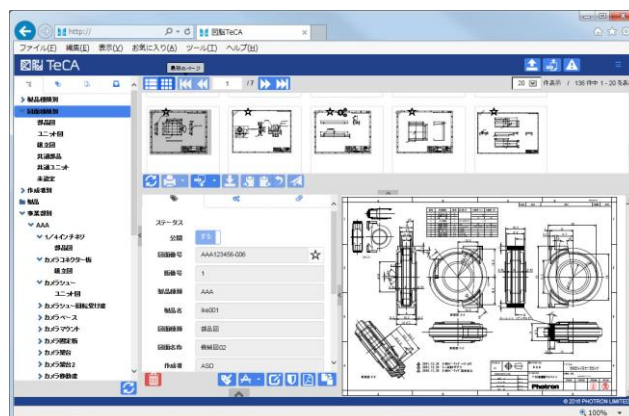 http://
図脳TeCA
ファイル(F) 編集(E) 表示(V) お気に入り(A) ツール(T) ヘルプ(H)
図脳 TeCA
最初のページ
1 / 7
20 件表示 / 136 件中 1 - 20 を表
製品種類別
図面種類別
部品図
ユニット図
組立図
共通部品
共通ユニット
未設定
作成者別
製品
事業部別
AAA
1/4インチネジ
部品図
カメラコネクター板
組立図
カメラシュー
ユニット図
カメラシュー回転受け座
カメラベース
カメラマウント
カメラ固定板
カメラ架台
カメラ架台2
カメラ移動座
ステータス
公開 する
図面番号 AAA123456-006
版番号 1
製品種類 AAA
製品名 ike001
図面種類 部品図
図面名称 機械図02
作成者 ASD
Photron
© 2016 PHOTRON LIMITED
100%